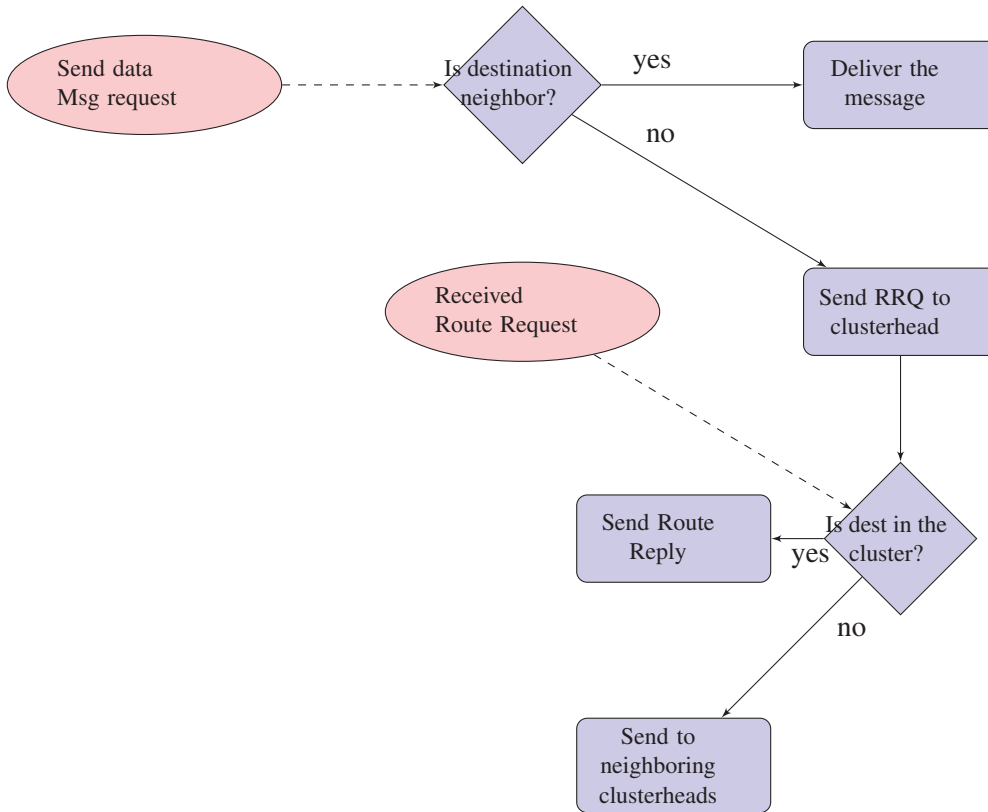 Send data
Msg request
Is destination
neighbor?
yes
Deliver the
message
no
Received
Route Request
Send RRQ to
clusterhead
Send Route
Reply
yes
Is dest in the
cluster?
no
Send to
neighboring
clusterheads